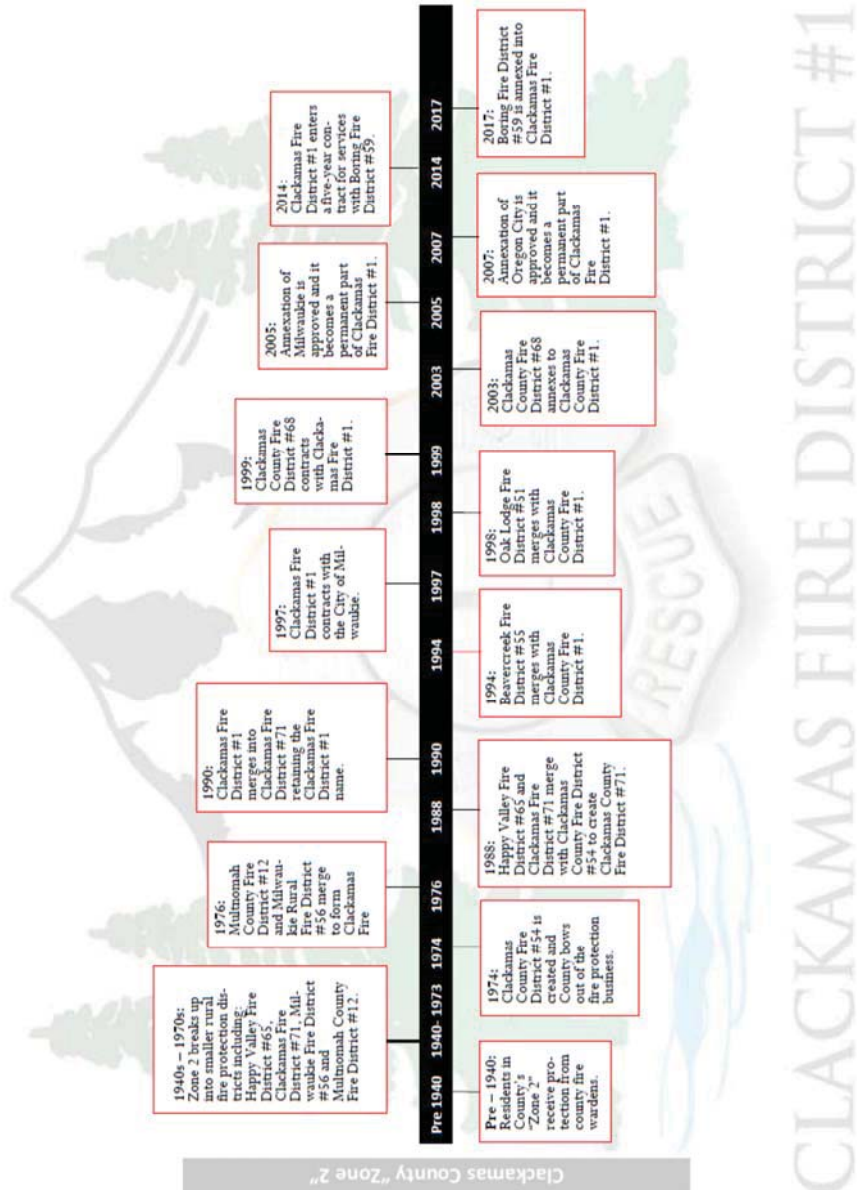 Clackamas County "Zone 2"
Pre 1940
1940- 1973
1974
1976
1988
1990
1994
1997
1998
1999
2003
2005
2007
2014
2017
Pre – 1940:
Residents in
County's
"Zone 2"
receive pro-
tection from
county fire
wardens.
1940s – 1970s:
Zone 2 breaks up
into smaller rural
fire protection dis-
tricts including:
Happy Valley Fire
District #65,
Clackamas Fire
District #71, Mil-
waukie Fire District
#56 and
Multnomah County
Fire District #12.
1974:
Clackamas
County Fire
District #54 is
created and
County bows
out of the
fire protection
business.
1976:
Multnomah
County Fire
District #12
and Milwau-
kie Rural
Fire District
#56 merge
to form
Clackamas
Fire
1988:
Happy Valley Fire
District #65 and
Clackamas Fire
District #71 merge
with Clackamas
County Fire District
#54 to create
Clackamas County
Fire District #71.
1990:
Clackamas Fire
District #1
merges into
Clackamas Fire
District #71
retaining the
Clackamas Fire
District #1
name.
1994:
Beavercreek Fire
District #55
merges with
Clackamas
County Fire
District #1.
1997:
Clackamas Fire
District #1
contracts with
the City of Mil-
waukie.
1998:
Oak Lodge Fire
District #51
merges with
Clackamas
County Fire
District #1.
1999:
Clackamas
County Fire
District #68
contracts
with Clacka-
mas Fire
District #1.
2003:
Clackamas
County Fire
District #68
annexes to
Clackamas
County Fire
District #1.
2005:
Annexation of
Milwaukie is
approved and it
becomes a
permanent part
of Clackamas
Fire District #1.
2007:
Annexation of
Oregon City is
approved and it
becomes a
permanent part
of Clackamas
Fire
District #1.
2014:
Clackamas Fire
District #1 enters
a five-year con-
tract for services
with Boring Fire
District #59.
2017:
Boring Fire District
#59 is annexed into
Clackamas Fire
District #1.
RESCUE
CLACKAMAS FIRE DISTRICT #1